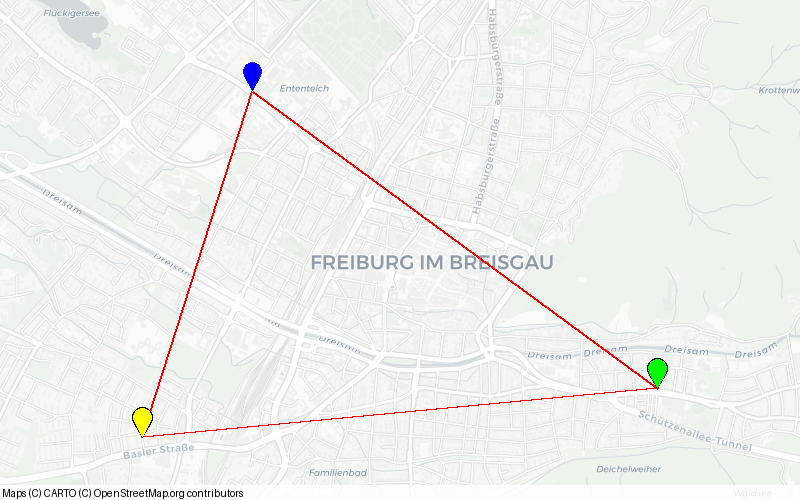 Flückigersee
Ententeich
Habsburgerstraße
Krottenw
Habsburgerstraße
Dreisam
Dreisam
FREIBURG IM BREISGAU
Dreisam
Dreisam
Dreisam
Dreisam
Dreisam
Schützenallee-Tunnel
Basler Straße
Familienbad
Deichelweiher
Waldsee
Maps (C) CARTO (C) OpenStreetMap.org contributors